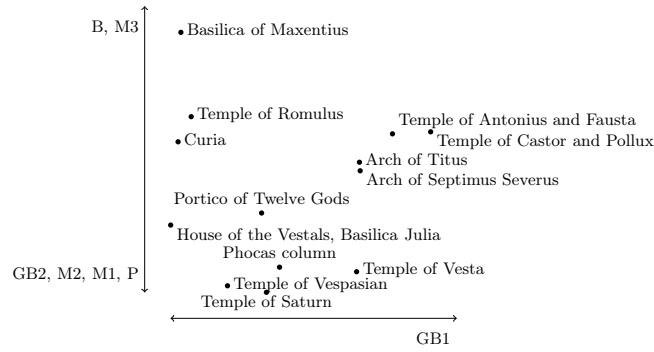 B, M3
Basilica of Maxentius
Temple of Romulus
Temple of Antonius and Fausta
Temple of Castor and Pollux
Curia
Arch of Titus
Arch of Septimus Severus
Portico of Twelve Gods
House of the Vestals, Basilica Julia
Phocas column
GB2, M2, M1, P
Temple of Vesta
Temple of Vespasian
Temple of Saturn
GB1